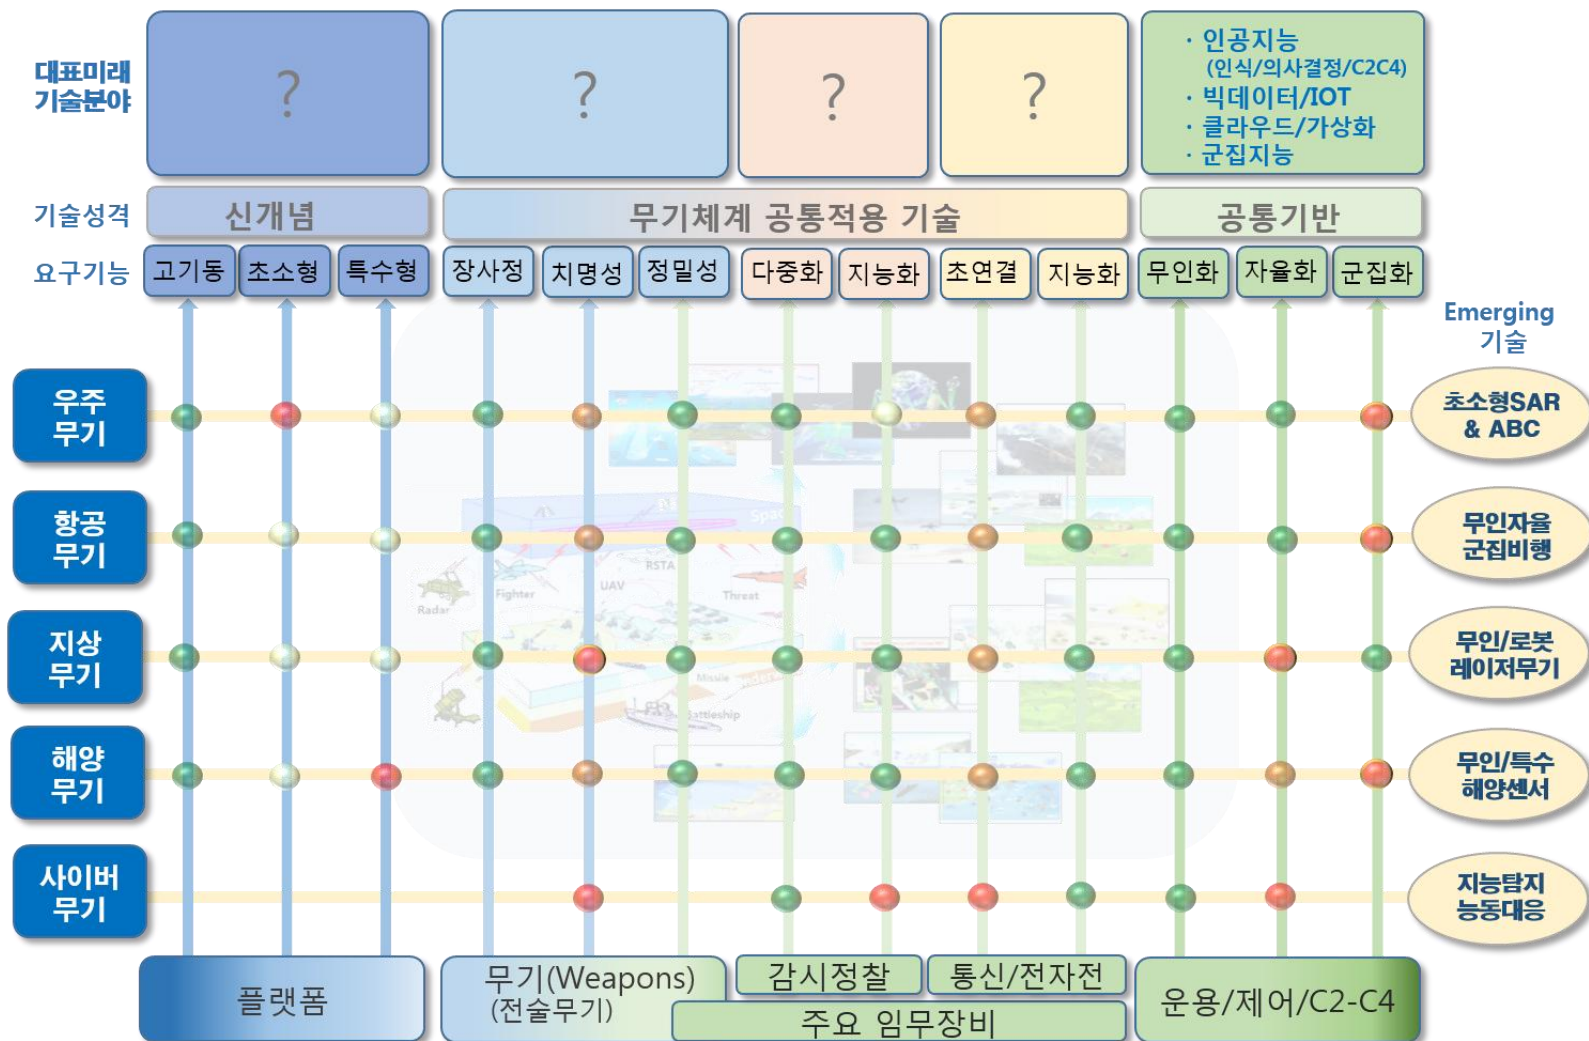 대표미래
기술분야
?
?
?
?
· 인공지능
(인식/의사결정/C2C4)
· 빅데이터/IOT
· 클라우드/가상화
· 군집지능
기술성격
신개념
무기체계 공통적용 기술
공통기반
요구기능
고기동
초소형
특수형
장사정
치명성
정밀성
다중화
지능화
초연결
지능화
무인화
자율화
군집화
Emerging
기술
우주
무기
초소형SAR
& ABC
항공
무기
무인자율
군집비행
Space
RSTA
UAV
Fighter
Threat
Radar
지상
무기
무인/로봇
레이저무기
Missile
Battleship
해양
무기
무인/특수
해양센서
사이버
무기
지능탐지
능동대응
플랫폼
무기(Weapons)
(전술무기)
감시정찰
통신/전자전
주요 임무장비
운용/제어/C2-C4